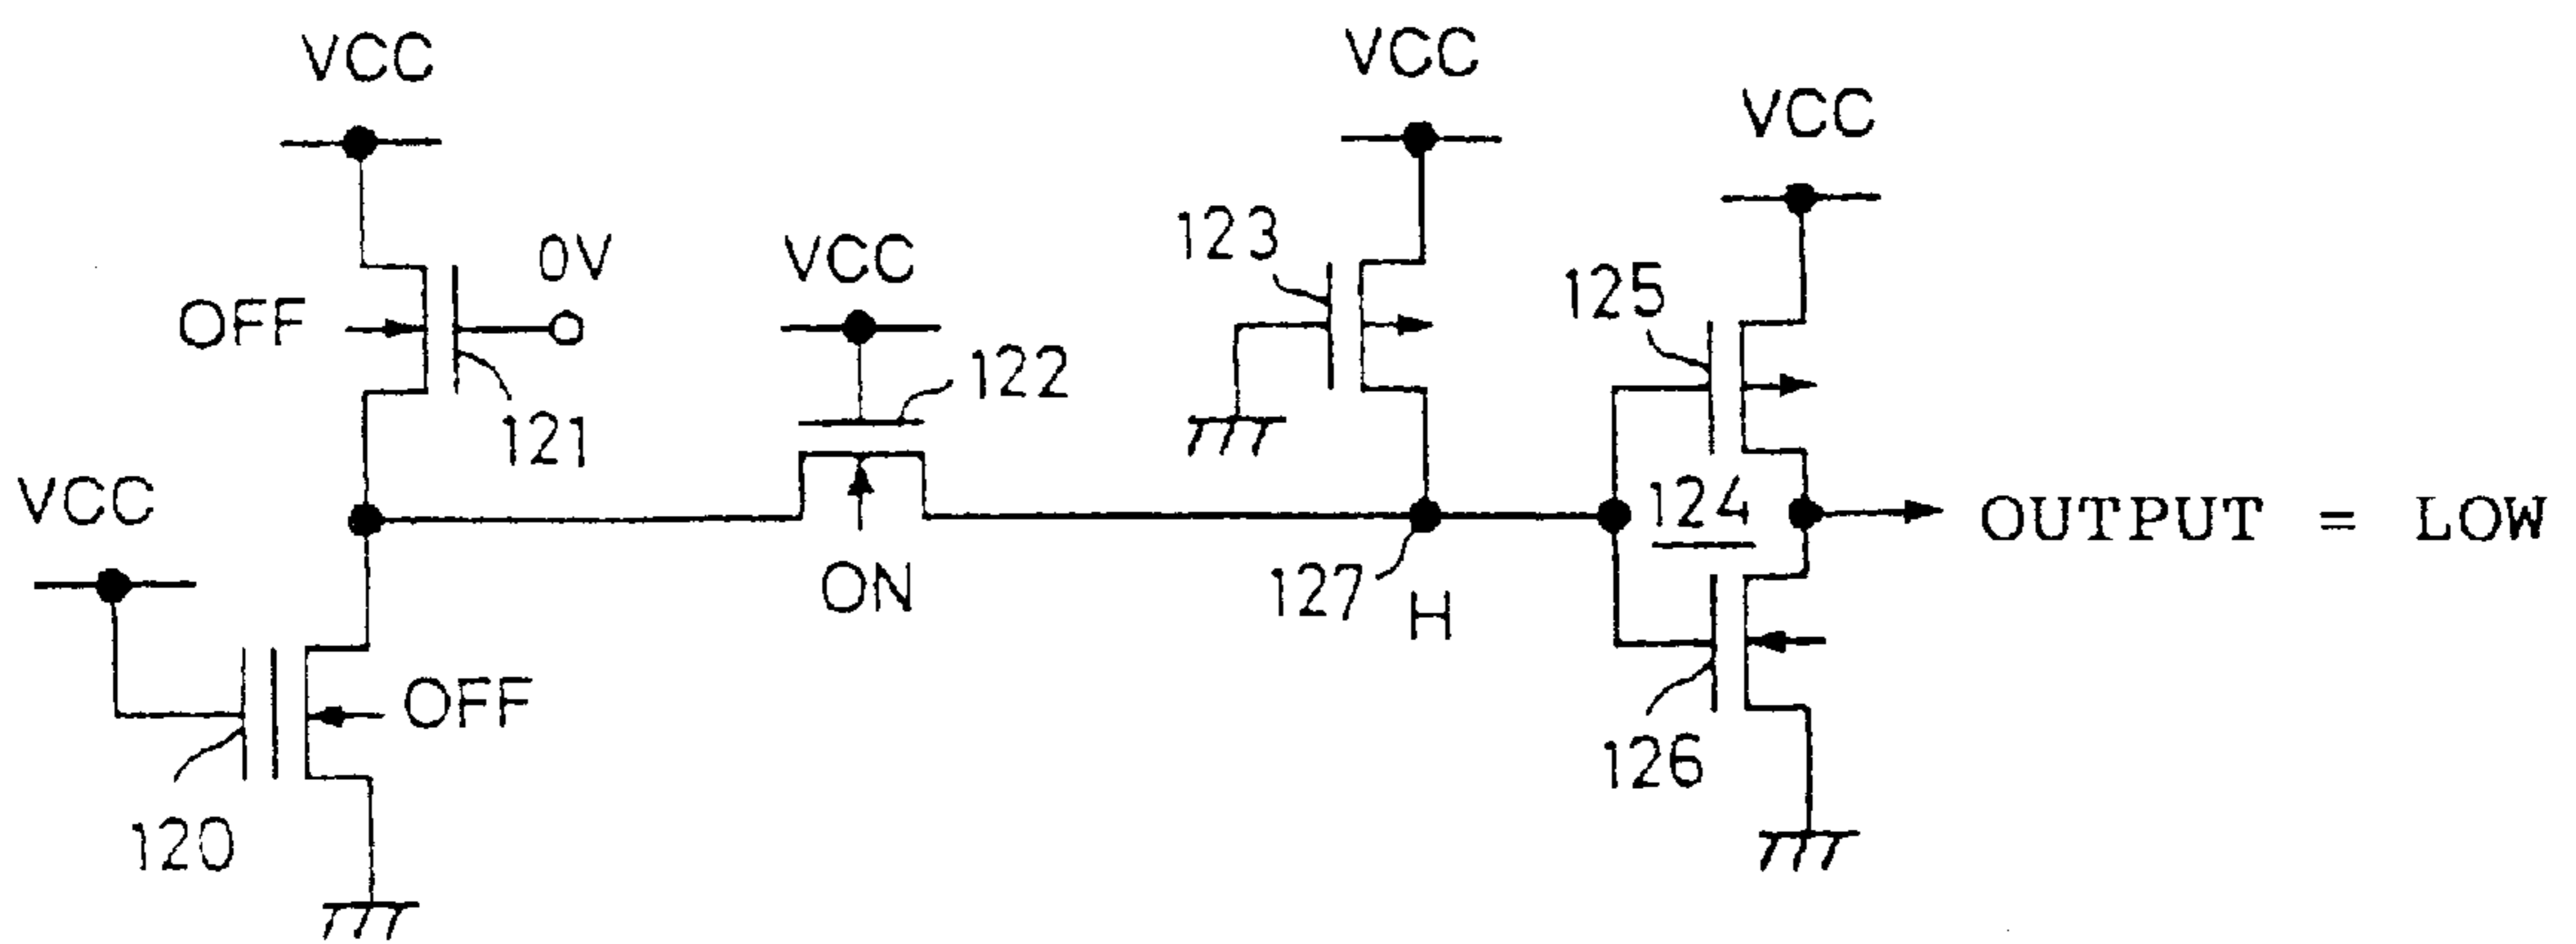 VCC
VCC
VCC
123
0V
VCC
125
OFF
122
121
VCC
124
OUTPUT = LOW
ON
127
H
OFF
126
120